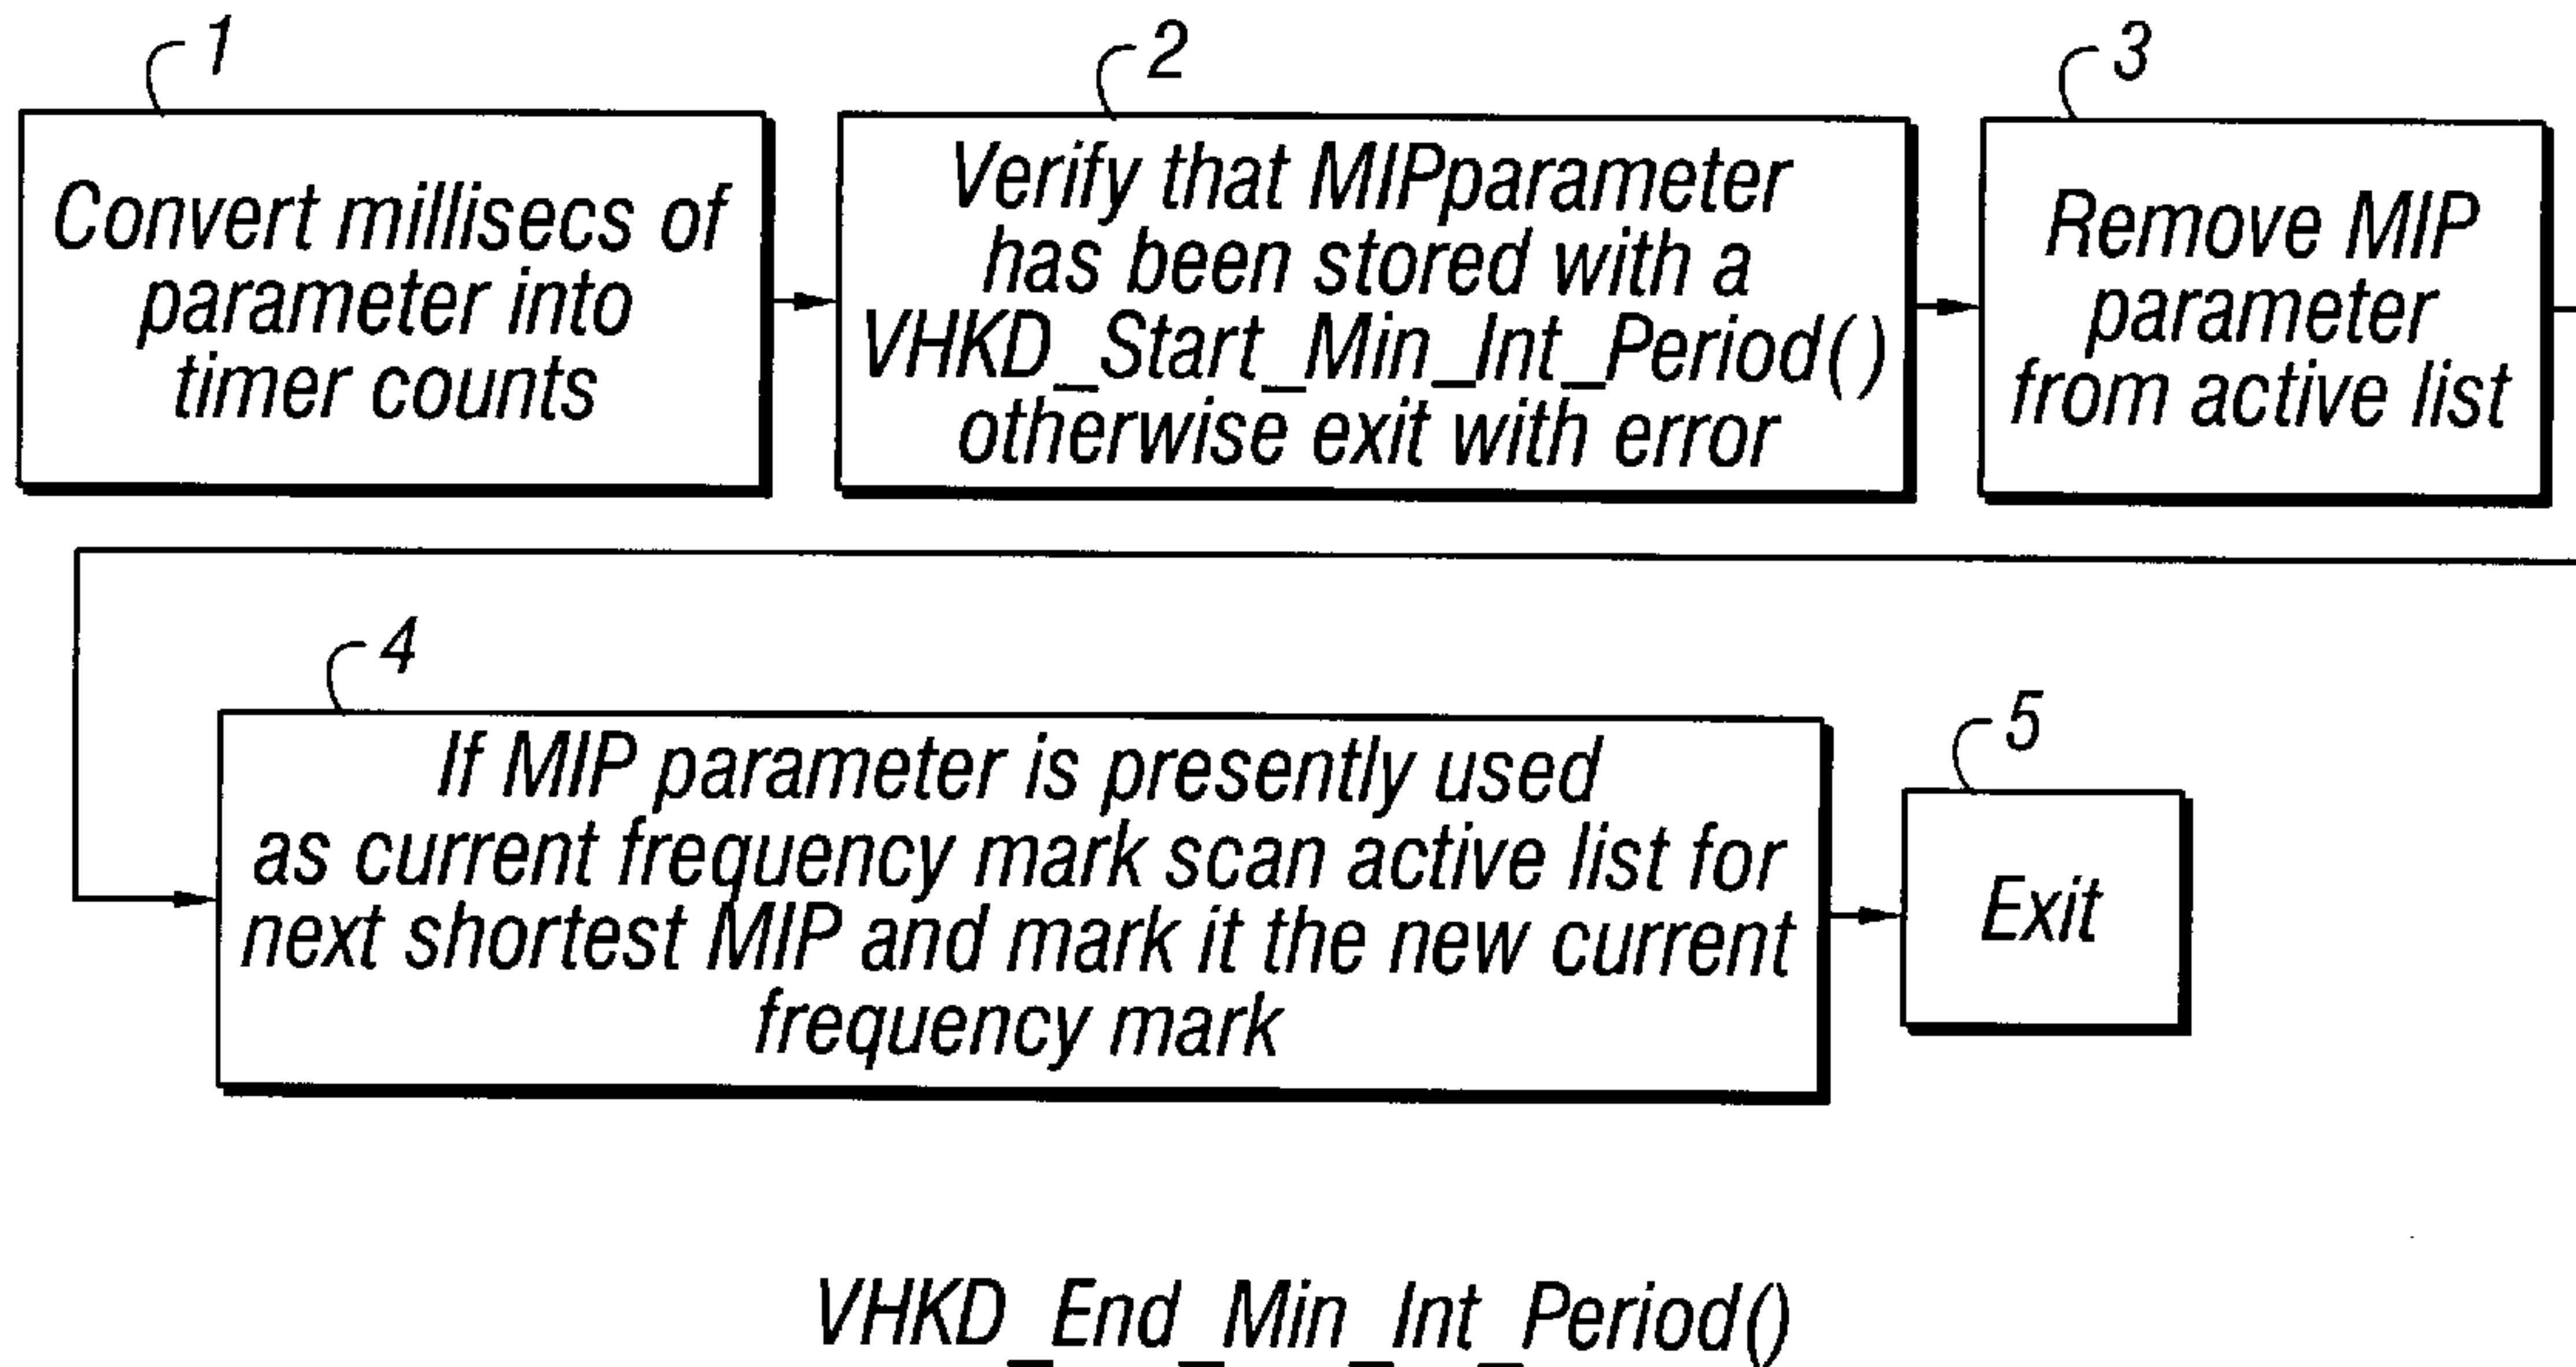 1
Convert millisecs of
parameter into
timer counts
2
Verify that MIPparameter
has been stored with a
VHKD_Start_Min_Int_Period()
otherwise exit with error
3
Remove MIP
parameter
from active list
4
If MIP parameter is presently used
as current frequency mark scan active list for
next shortest MIP and mark it the new current
frequency mark
5
Exit
VHKD_End_Min_Int_Period()